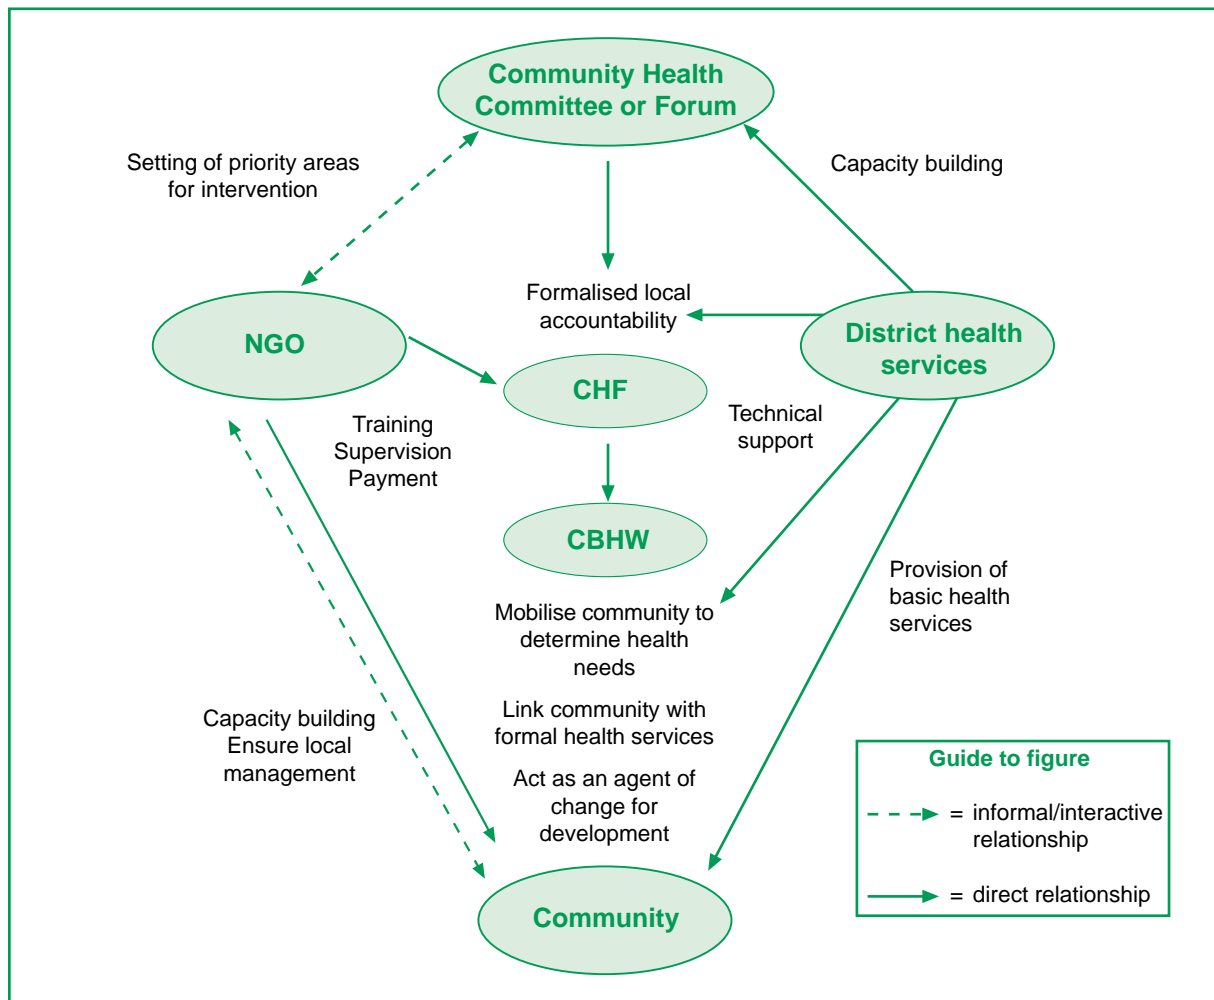 Community Health
Committee or Forum
Setting of priority areas
for intervention
Capacity building
Formalised local
accountability
NGO
District health
services
CHF
Training
Supervision
Payment
Technical
support
CBHW
Provision of
basic health
services
Mobilise community to
determine health
needs
Link community with
formal health services
Act as an agent of
change for
development
Capacity building
Ensure local
management
Community
Guide to figure
= informal/interactive
relationship
= direct relationship